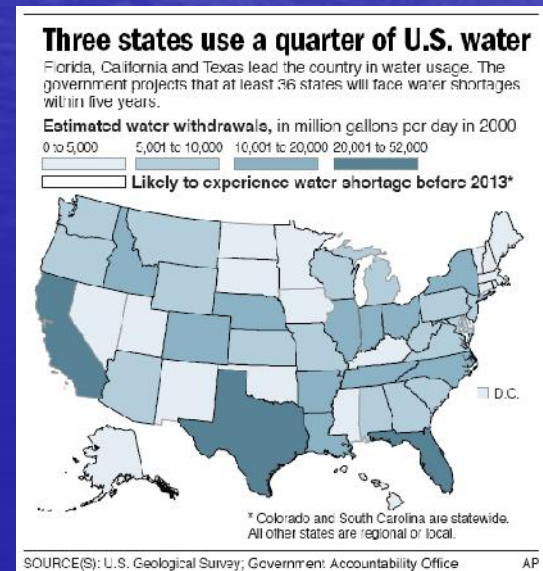 Three states use a quarter of U.S. water
Florida, California and Texas lead the country in water usage. The
government projects that at least 36 states will face water shortages
within five years.
Estimated water withdrawals, in million gallons per day in 2000
0 to 5,000 5,001 to 10,000 10,001 to 20,000 20,001 to 52,000
Likely to experience water shortage before 2013*
D.C.
* Colorado and South Carolina are statewide.
All other states are regional or local.
SOURCE(S): U.S. Geological Survey; Government Accountability Office AP